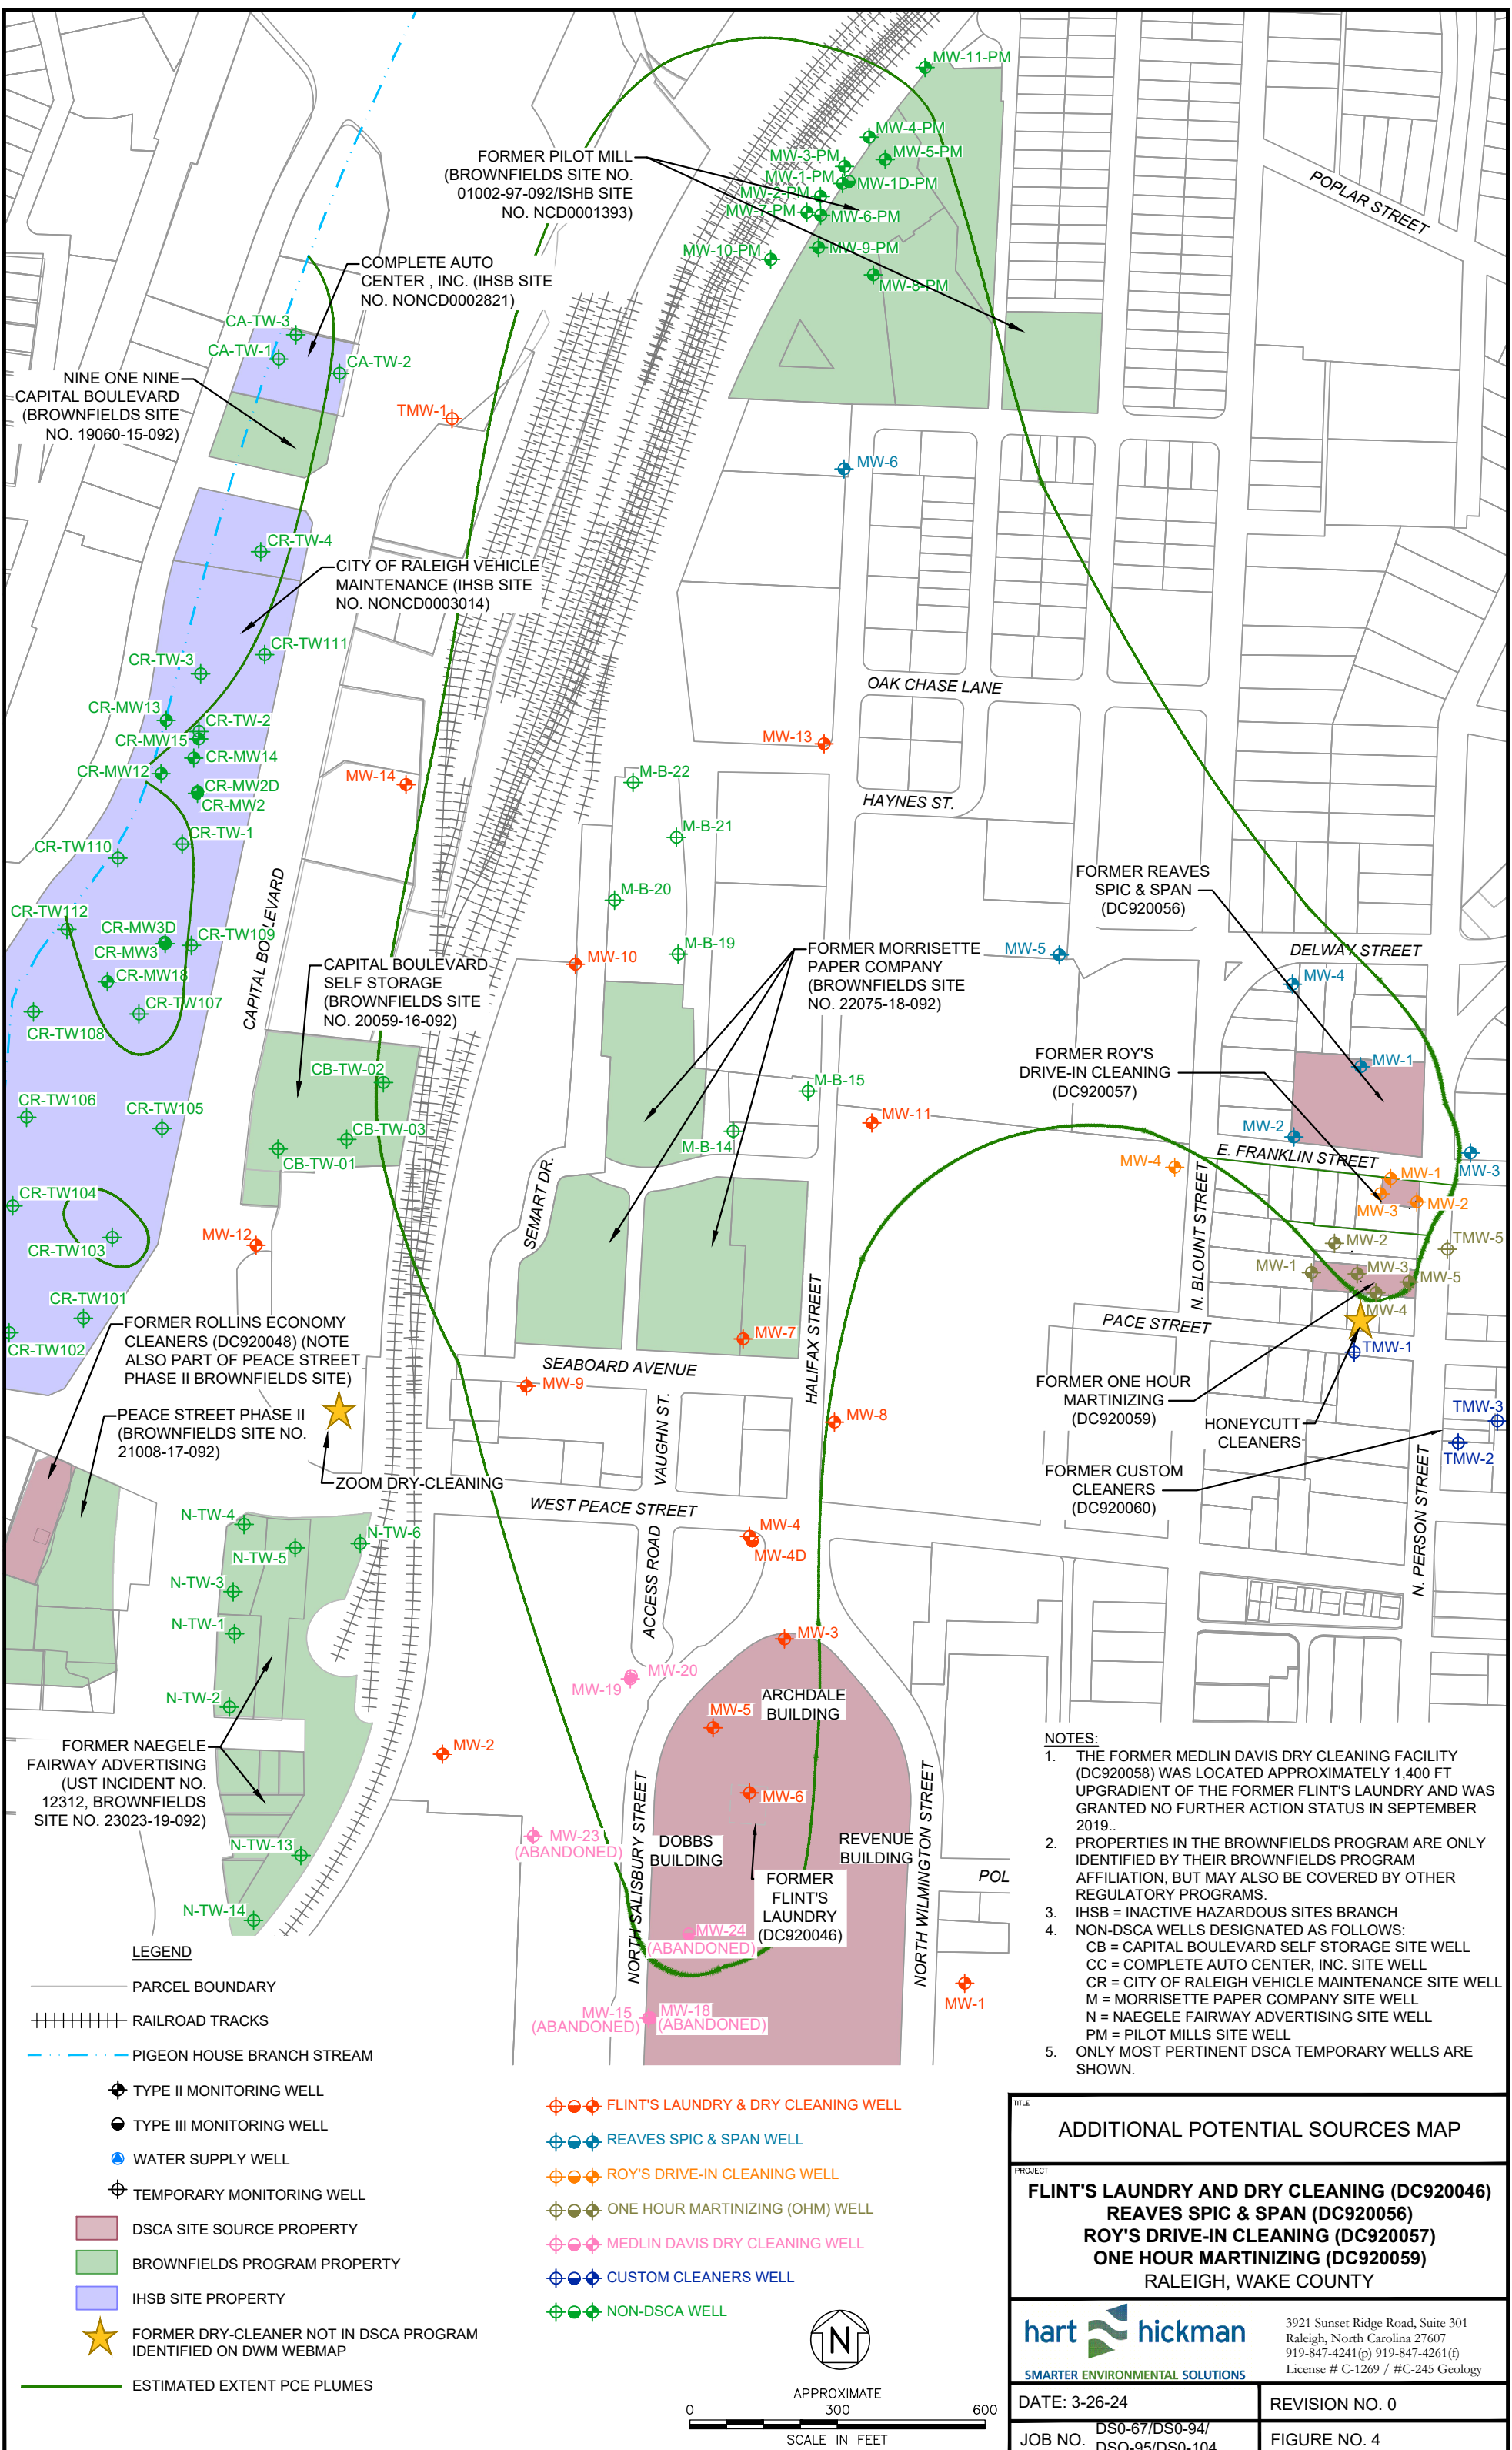 MW-11-PM
MW-4-PM
MW-5-PM
MW-3-PM
MW-1-PM
MW-1D-PM
MW-2-PM
MW-7-PM
MW-6-PM
MW-10-PM
MW-9-PM
MW-8-PM
FORMER PILOT MILL
(BROWNFIELDS SITE NO.
01002-97-092/ISHB SITE
NO. NCD0001393)
POPLAR STREET
COMPLETE AUTO
CENTER , INC. (IHSB SITE
NO. NONCD0002821)
CA-TW-3
CA-TW-1
CA-TW-2
NINE ONE NINE
CAPITAL BOULEVARD
(BROWNFIELDS SITE
NO. 19060-15-092)
TMW-1
MW-6
CR-TW-4
CITY OF RALEIGH VEHICLE
MAINTENANCE (IHSB SITE
NO. NONCD0003014)
CR-TW111
CR-TW-3
OAK CHASE LANE
CR-MW13
CR-TW-2
CR-MW15
CR-MW14
CR-MW12
CR-MW2D
CR-MW2
MW-13
MW-14
M-B-22
HAYNES ST.
M-B-21
CR-TW-1
CR-TW110
FORMER REAVES
SPIC & SPAN
(DC920056)
M-B-20
CR-TW112
CR-MW3D
CR-TW109
CR-MW3
CAPITAL BOULEVARD
M-B-19
MW-10
FORMER MORRISETTE
PAPER COMPANY
(BROWNFIELDS SITE
NO. 22075-18-092)
MW-5
DELWAY STREET
MW-4
CR-MW18
CR-TW107
CR-TW108
CAPITAL BOULEVARD
SELF STORAGE
(BROWNFIELDS SITE
NO. 20059-16-092)
FORMER ROY'S
DRIVE-IN CLEANING
(DC920057)
MW-1
CB-TW-02
M-B-15
CR-TW106
CR-TW105
MW-11
MW-2
CB-TW-03
M-B-14
CB-TW-01
E. FRANKLIN STREET
MW-4
MW-3
MW-1
MW-3
MW-2
CR-TW104
SEMART DR.
N. BLOUNT STREET
MW-12
CR-TW103
MW-2
TMW-5
MW-1
MW-3
MW-5
MW-4
CR-TW101
CR-TW102
HALIFAX STREET
PACE STREET
TMW-1
MW-7
FORMER ROLLINS ECONOMY
CLEANERS (DC920048) (NOTE
ALSO PART OF PEACE STREET
PHASE II BROWNFIELDS SITE)
SEABOARD AVENUE
MW-9
FORMER ONE HOUR
MARTINIZING
(DC920059)
PEACE STREET PHASE II
(BROWNFIELDS SITE NO.
21008-17-092)
VAUGHN ST.
MW-8
HONEYCUTT
CLEANERS
TMW-3
TMW-2
ZOOM DRY-CLEANING
FORMER CUSTOM
CLEANERS
(DC920060)
WEST PEACE STREET
N. PERSON STREET
N-TW-4
N-TW-6
N-TW-5
MW-4
MW-4D
ACCESS ROAD
N-TW-3
N-TW-1
MW-3
MW-20
MW-19
N-TW-2
ARCHDALE
BUILDING
MW-5
MW-2
FORMER NAEGELE
FAIRWAY ADVERTISING
(UST INCIDENT NO.
12312, BROWNFIELDS
SITE NO. 23023-19-092)
MW-6
MW-23
(ABANDONED)
NORTH SALISBURY STREET
DOBBS
BUILDING
REVENUE
BUILDING
NORTH WILMINGTON STREET
N-TW-13
FORMER
FLINT'S
LAUNDRY
(DC920046)
POL
N-TW-14
MW-24
(ABANDONED)
MW-15
(ABANDONED)
MW-18
(ABANDONED)
MW-1
NOTES:
1. THE FORMER MEDLIN DAVIS DRY CLEANING FACILITY
(DC920058) WAS LOCATED APPROXIMATELY 1,400 FT
UPGRADIENT OF THE FORMER FLINT'S LAUNDRY AND WAS
GRANTED NO FURTHER ACTION STATUS IN SEPTEMBER
2019..
2. PROPERTIES IN THE BROWNFIELDS PROGRAM ARE ONLY
IDENTIFIED BY THEIR BROWNFIELDS PROGRAM
AFFILIATION, BUT MAY ALSO BE COVERED BY OTHER
REGULATORY PROGRAMS.
3. IHSB = INACTIVE HAZARDOUS SITES BRANCH
4. NON-DSCA WELLS DESIGNATED AS FOLLOWS:
CB = CAPITAL BOULEVARD SELF STORAGE SITE WELL
CC = COMPLETE AUTO CENTER, INC. SITE WELL
CR = CITY OF RALEIGH VEHICLE MAINTENANCE SITE WELL
M = MORRISETTE PAPER COMPANY SITE WELL
N = NAEGELE FAIRWAY ADVERTISING SITE WELL
PM = PILOT MILLS SITE WELL
5. ONLY MOST PERTINENT DSCA TEMPORARY WELLS ARE
SHOWN.
LEGEND
PARCEL BOUNDARY
RAILROAD TRACKS
PIGEON HOUSE BRANCH STREAM
TYPE II MONITORING WELL
TYPE III MONITORING WELL
WATER SUPPLY WELL
TEMPORARY MONITORING WELL
DSCA SITE SOURCE PROPERTY
BROWNFIELDS PROGRAM PROPERTY
IHSB SITE PROPERTY
FORMER DRY-CLEANER NOT IN DSCA PROGRAM
IDENTIFIED ON DWM WEBMAP
ESTIMATED EXTENT PCE PLUMES
FLINT'S LAUNDRY & DRY CLEANING WELL
REAVES SPIC & SPAN WELL
ROY'S DRIVE-IN CLEANING WELL
ONE HOUR MARTINIZING (OHM) WELL
MEDLIN DAVIS DRY CLEANING WELL
CUSTOM CLEANERS WELL
NON-DSCA WELL
N
APPROXIMATE
0 300 600
SCALE IN FEET
TITLE
ADDITIONAL POTENTIAL SOURCES MAP
PROJECT
FLINT'S LAUNDRY AND DRY CLEANING (DC920046)
REAVES SPIC & SPAN (DC920056)
ROY'S DRIVE-IN CLEANING (DC920057)
ONE HOUR MARTINIZING (DC920059)
RALEIGH, WAKE COUNTY
hart hickman
SMARTER ENVIRONMENTAL SOLUTIONS
3921 Sunset Ridge Road, Suite 301
Raleigh, North Carolina 27607
919-847-4241(p) 919-847-4261(f)
License # C-1269 / #C-245 Geology
DATE: 3-26-24
REVISION NO. 0
JOB NO. DS0-67/DS0-94/
DSO-95/DS0-104
FIGURE NO. 4